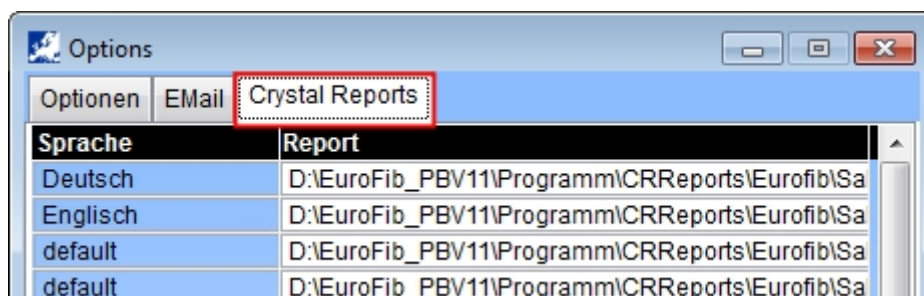 Options
Optionen EMail Crystal Reports
Sprache Report
Deutsch D:\EuroFib_PBV11\Programm\CRReports\Eurofib\Sa
Englisch D:\EuroFib_PBV11\Programm\CRReports\Eurofib\Sa
default D:\EuroFib_PBV11\Programm\CRReports\Eurofib\Sa
default D:\EuroFib_PBV11\Programm\CRReports\Eurofib\Sa